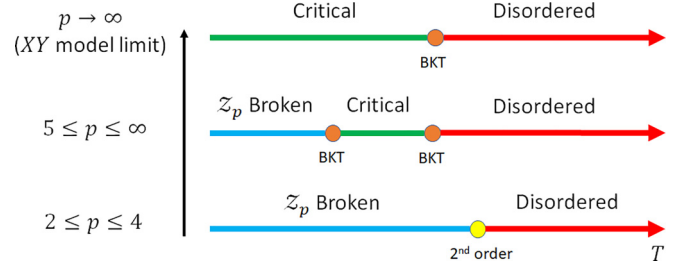 p → ∞
Critical
Disordered
(XY model limit)
BKT
𝒵ₚ Broken
Critical
Disordered
5 ≤ p ≤ ∞
BKT
BKT
𝒵ₚ Broken
Disordered
2 ≤ p ≤ 4
2ⁿᵈ order
T